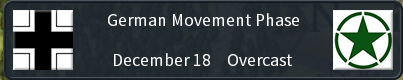 German Movement Phase
December 18 Overcast